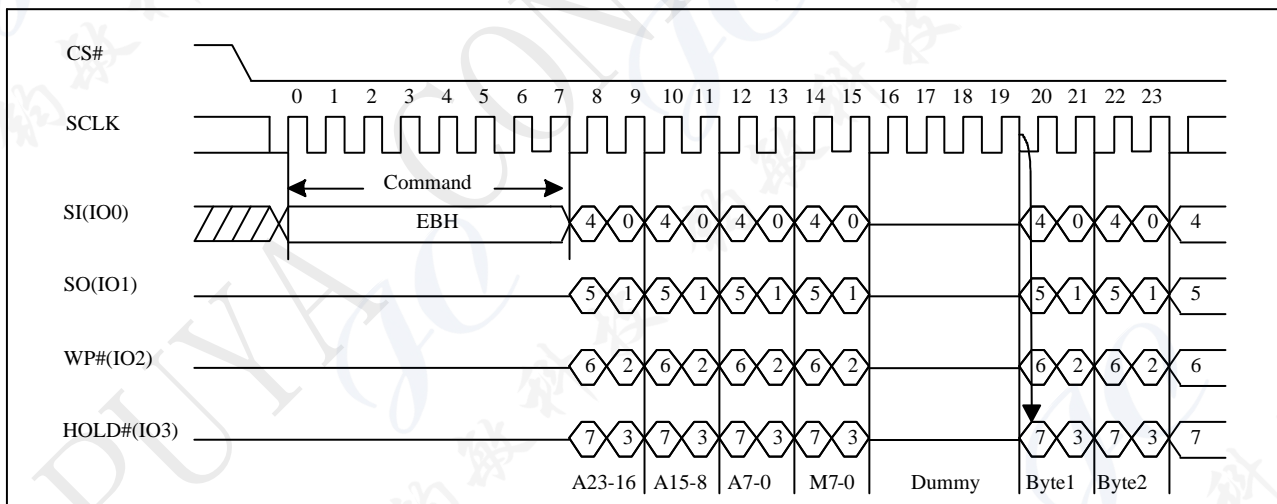 CS#
0 1 2 3 4 5 6 7 8 9 10 11 12 13 14 15 16 17 18 19 20 21 22 23
SCLK
Command
SI(IO0) EBH 4 0 4 0 4 0 4 0 4 0 4 0 4
SO(IO1) 5 1 5 1 5 1 5 1 5 1 5 1 5
WP#(IO2) 6 2 6 2 6 2 6 2 6 2 6 2 6
HOLD#(IO3) 7 3 7 3 7 3 7 3 7 3 7 3 7
A23-16 A15-8 A7-0 M7-0 Dummy Byte1 Byte2
PUYA CON